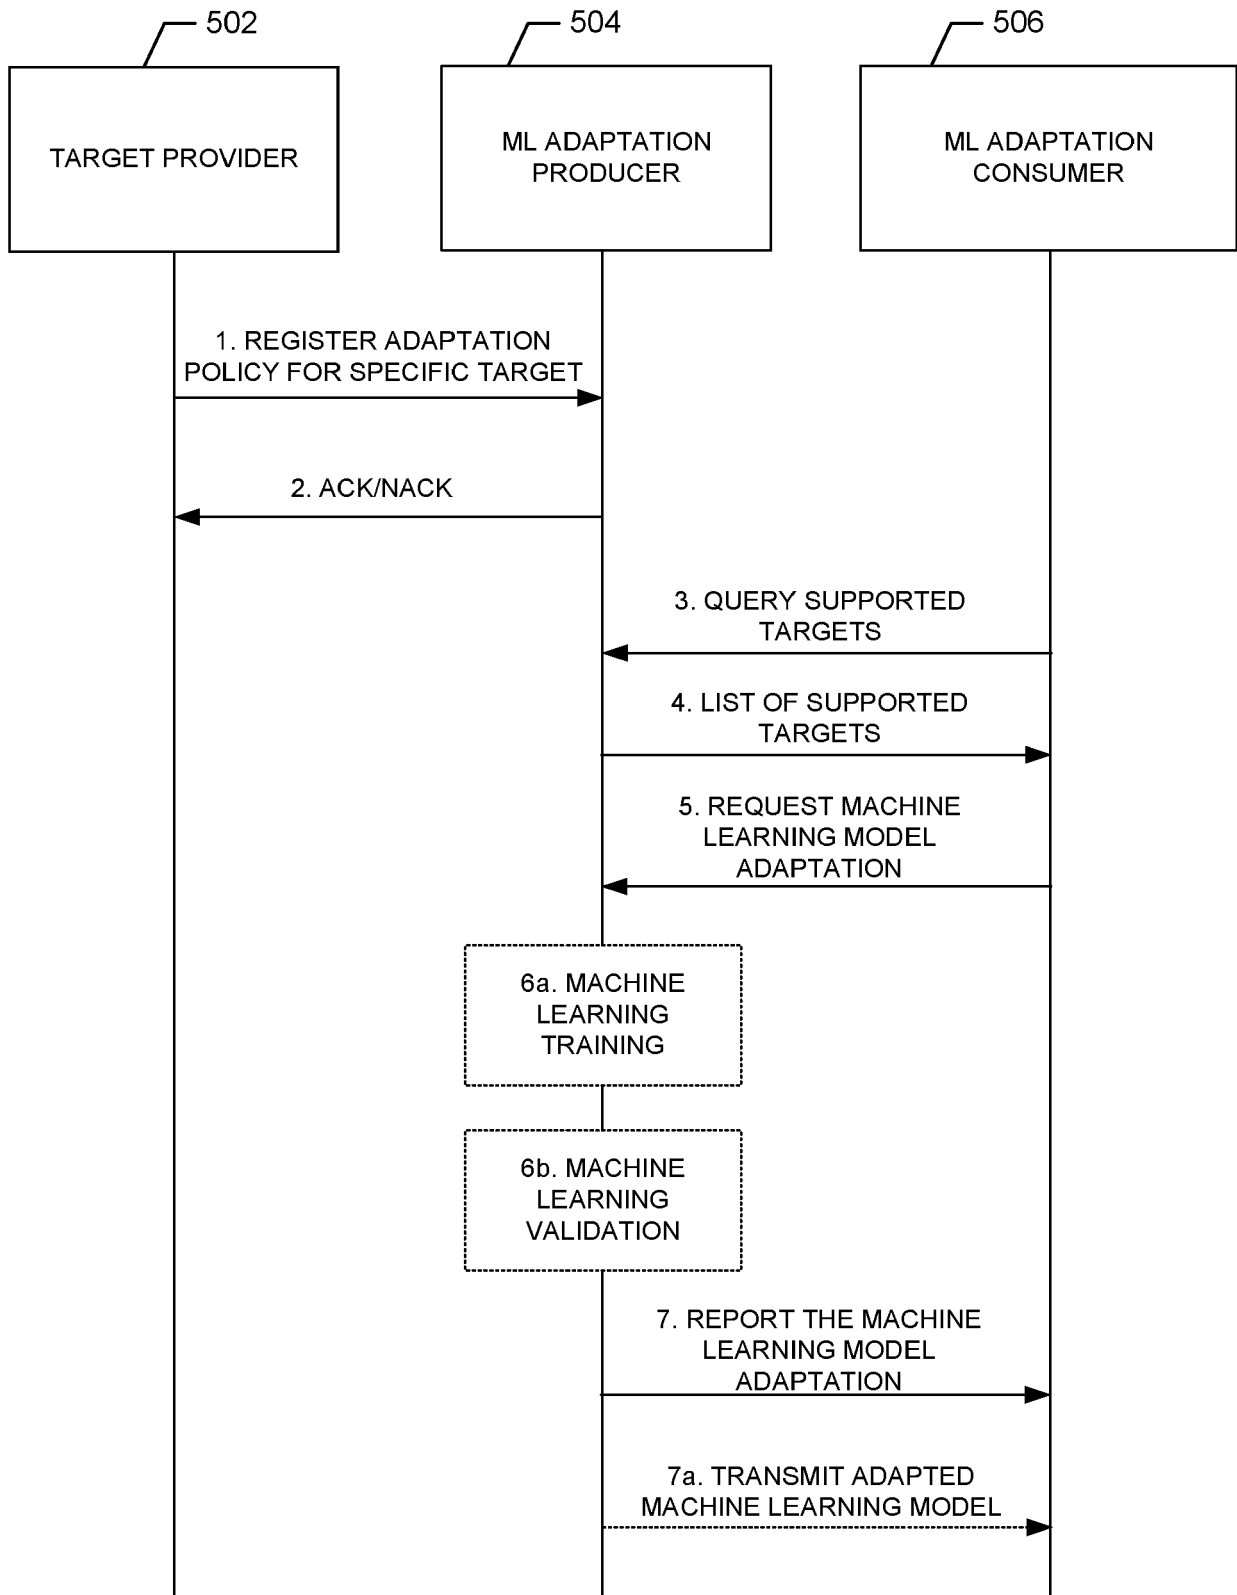 502
504
506
TARGET PROVIDER
ML ADAPTATION
PRODUCER
ML ADAPTATION
CONSUMER
1. REGISTER ADAPTATION
POLICY FOR SPECIFIC TARGET
2. ACK/NACK
3. QUERY SUPPORTED
TARGETS
4. LIST OF SUPPORTED
TARGETS
5. REQUEST MACHINE
LEARNING MODEL
ADAPTATION
6a. MACHINE
LEARNING
TRAINING
6b. MACHINE
LEARNING
VALIDATION
7. REPORT THE MACHINE
LEARNING MODEL
ADAPTATION
7a. TRANSMIT ADAPTED
MACHINE LEARNING MODEL